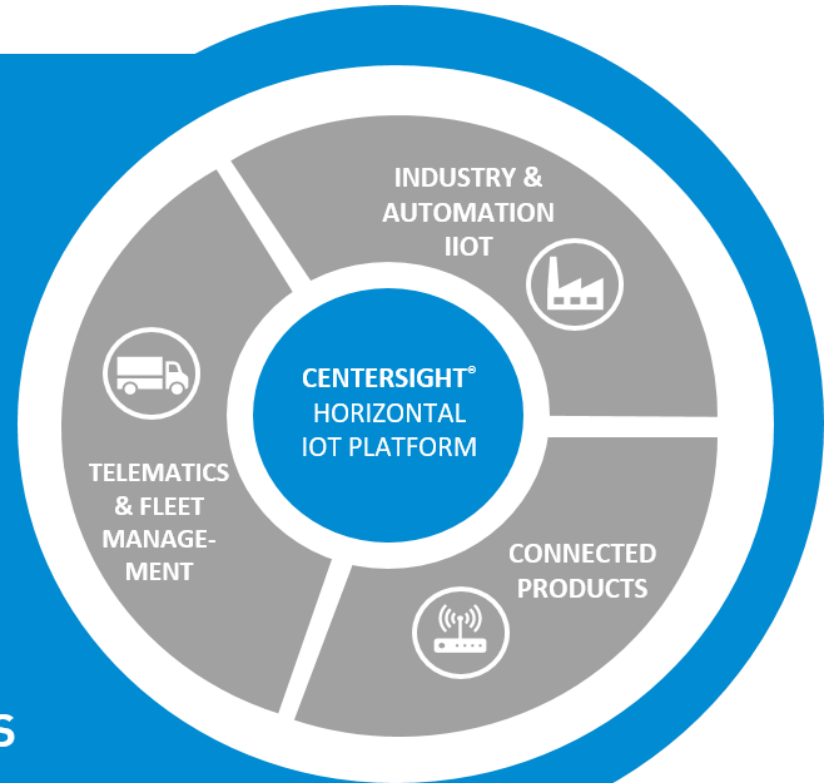 INDUSTRY &
AUTOMATION
IIOT
CENTERSIGHT®
HORIZONTAL
IOT PLATFORM
TELEMATICS
& FLEET
MANAGE-
MENT
CONNECTED
PRODUCTS
S